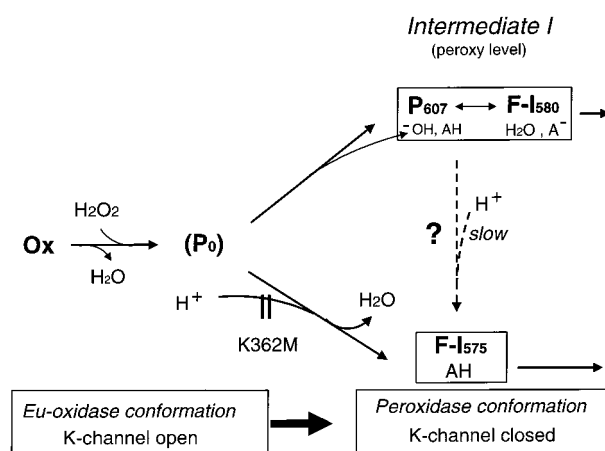 Intermediate I
(peroxy level)
P607 F-I580
-OH, AH H2O , A-
H2O2
H+
? slow
Ox (P0)
H2O
H+ H2O
K362M
F-I575
AH
Eu-oxidase conformation Peroxidase conformation
K-channel open K-channel closed